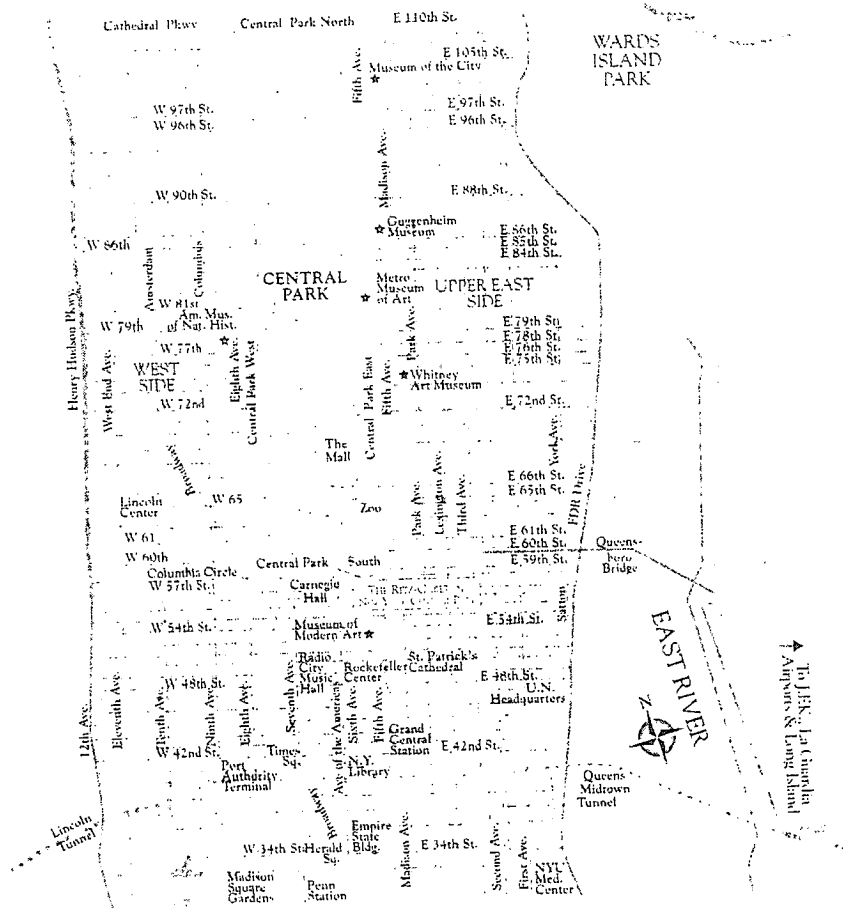 Cathedral Pkwy
Central Park North
E 110th St.
WARDS
ISLAND
PARK
E 105th St.
Museum of the City
Fifth Ave.
W 97th St.
W 96th St.
E 97th St.
E 96th St.
Madison Ave.
W 90th St.
E 88th St.
Guggenheim
Museum
W 86th
E 86th St.
E 85th St.
E 84th St.
Amsterdam
Columbus
CENTRAL
PARK
Metro
Museum
of Art
UPPER EAST
SIDE
W 81st
Am. Mus.
of Nat. Hist.
W 79th
E 79th St.
E 78th St.
E 76th St.
E 75th St.
Park Ave.
W 77th
Henry Hudson Pkwy.
West End Ave.
WEST
SIDE
Eighth Ave.
Central Park West
Central Park East
Fifth Ave.
Whitney
Art Museum
W 72nd
E 72nd St.
The
Mall
York Ave.
Broadway
E 66th St.
E 65th St.
Lincoln
Center
W 65
Zoo
Park Ave.
Lexington Ave.
Third Ave.
FDR Drive
W 61
E 61th St.
E 60th St.
Queens-
boro
Bridge
W 60th
Central Park South
E 59th St.
Columbia Circle
W 57th St.
Carnegie
Hall
Sutton
W 54th St.
Museum of
Modern Art
E 54th St.
EAST RIVER
Radio
City
Music
Hall
Rockefeller
Center
St. Patrick's
Cathedral
W 48th St.
E 48th St.
U.N.
Headquarters
12th Ave.
Eleventh Ave.
Tenth Ave.
Ninth Ave.
Eighth Ave.
Seventh Ave.
Ave of the Americas
Sixth Ave.
Fifth Ave.
Grand
Central
Station
N
To J.F.K., La Guardia
Airports & Long Island
W 42nd St.
Times
Sq.
E 42nd St.
Port
Authority
Terminal
N.Y.
Library
Queens
Midtown
Tunnel
Lincoln
Tunnel
Broadway
Empire
State
Bldg.
W 34th St.
Herald
Sq.
Madison Ave.
E 34th St.
Second Ave.
First Ave.
NYU
Med.
Center
Madison
Square
Gardens
Penn
Station